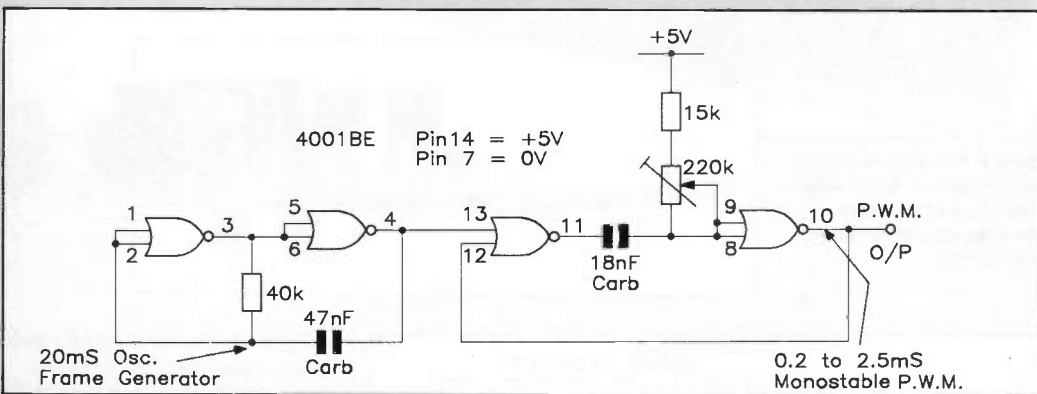 +5V
15k
4001BE Pin14 = +5V
Pin 7 = 0V
220k
1
2
3
5
6
4
13
12
11
9
8
10
P.W.M.
O/P
18nF
Carb
40k
47nF
Carb
20mS Osc.
Frame Generator
0.2 to 2.5mS
Monostable P.W.M.